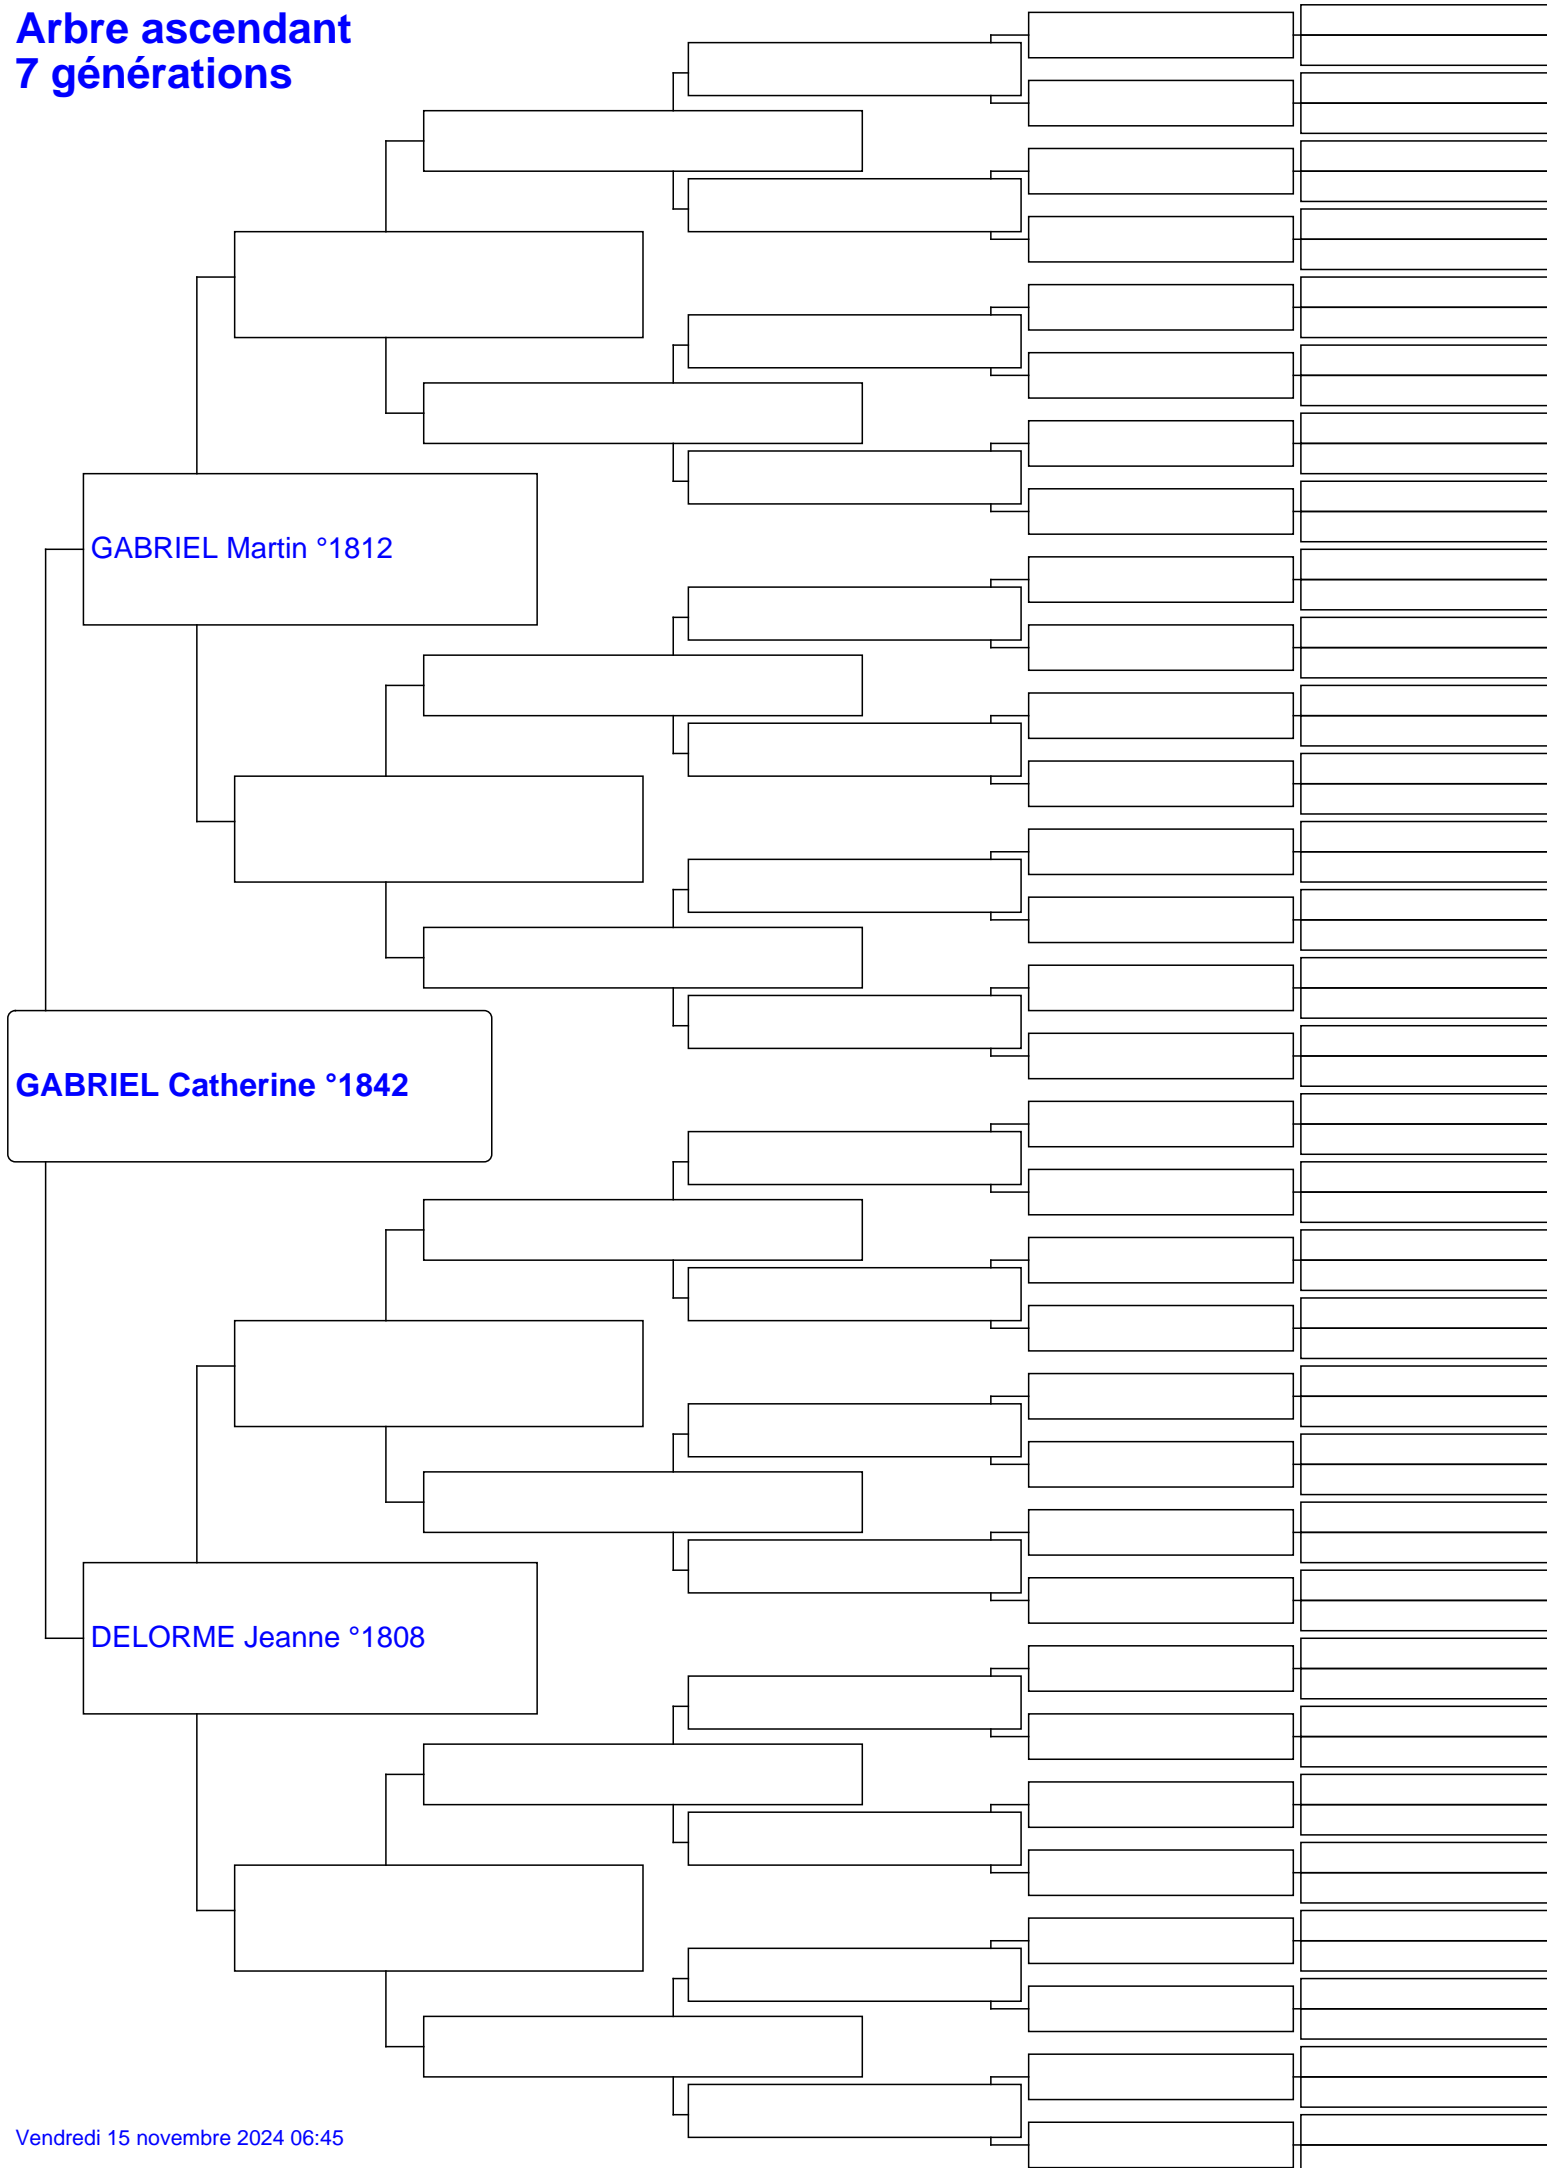 Arbre ascendant
7 générations
GABRIEL Martin °1812
GABRIEL Catherine °1842
DELORME Jeanne °1808
Vendredi 15 novembre 2024 06:45